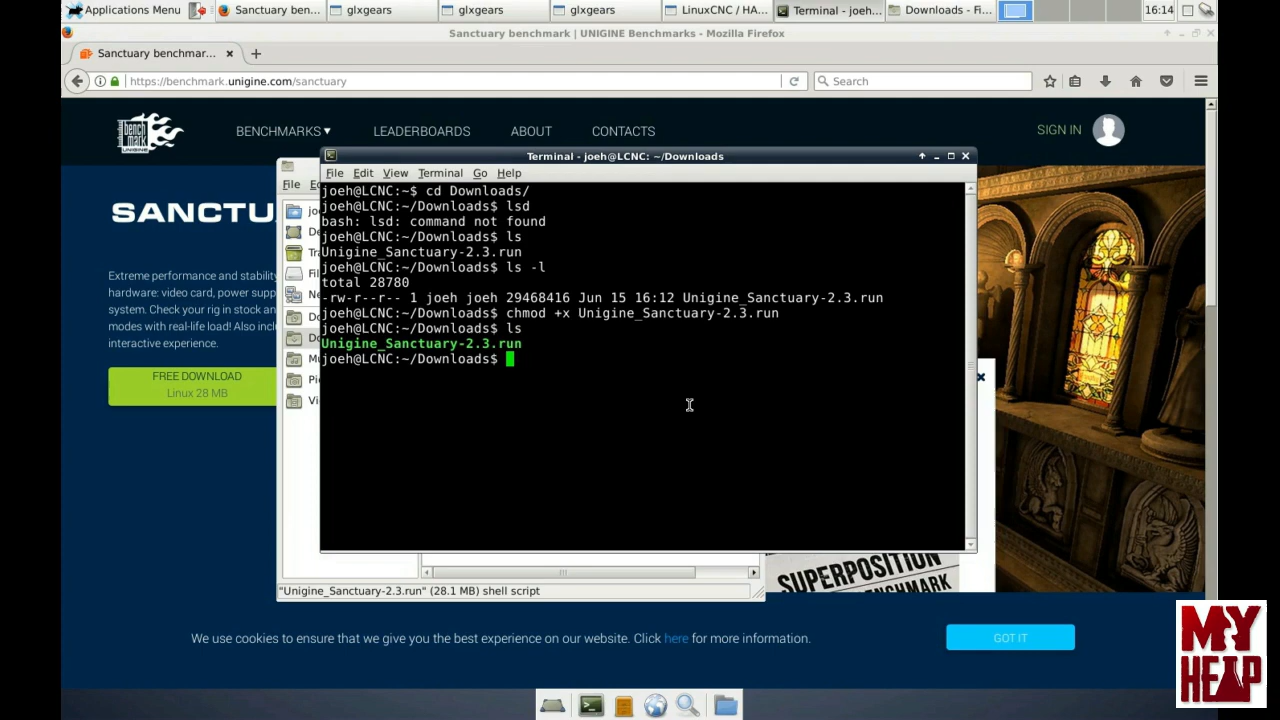 Applications Menu
Sanctuary ben...
glxgears
glxgears
glxgears
LinuxCNC / HA...
Terminal - joeh...
Downloads - Fi...
16:14
Sanctuary benchmark | UNIGINE Benchmarks - Mozilla Firefox
Sanctuary benchmar...
https://benchmark.unigine.com/sanctuary
Search
bench
mark
UNIGINE
BENCHMARKS
LEADERBOARDS
ABOUT
CONTACTS
SIGN IN
SANCTU
Extreme performance and stability
hardware: video card, power supp
system. Check your rig in stock an
modes with real-life load! Also inclu
interactive experience.
FREE DOWNLOAD
Linux 28 MB
File
Terminal - joeh@LCNC: ~/Downloads
File Edit View Terminal Go Help
joeh@LCNC:~$ cd Downloads/
joeh@LCNC:~/Downloads$ lsd
bash: lsd: command not found
joeh@LCNC:~/Downloads$ ls
Unigine_Sanctuary-2.3.run
joeh@LCNC:~/Downloads$ ls -l
total 28780
-rw-r--r-- 1 joeh joeh 29468416 Jun 15 16:12 Unigine_Sanctuary-2.3.run
joeh@LCNC:~/Downloads$ chmod +x Unigine_Sanctuary-2.3.run
joeh@LCNC:~/Downloads$ ls
Unigine_Sanctuary-2.3.run
joeh@LCNC:~/Downloads$
SUPERPOSITION
BENCHMARK
"Unigine_Sanctuary-2.3.run" (28.1 MB) shell script
We use cookies to ensure that we give you the best experience on our website. Click here for more information.
GOT IT
MY
HEAP